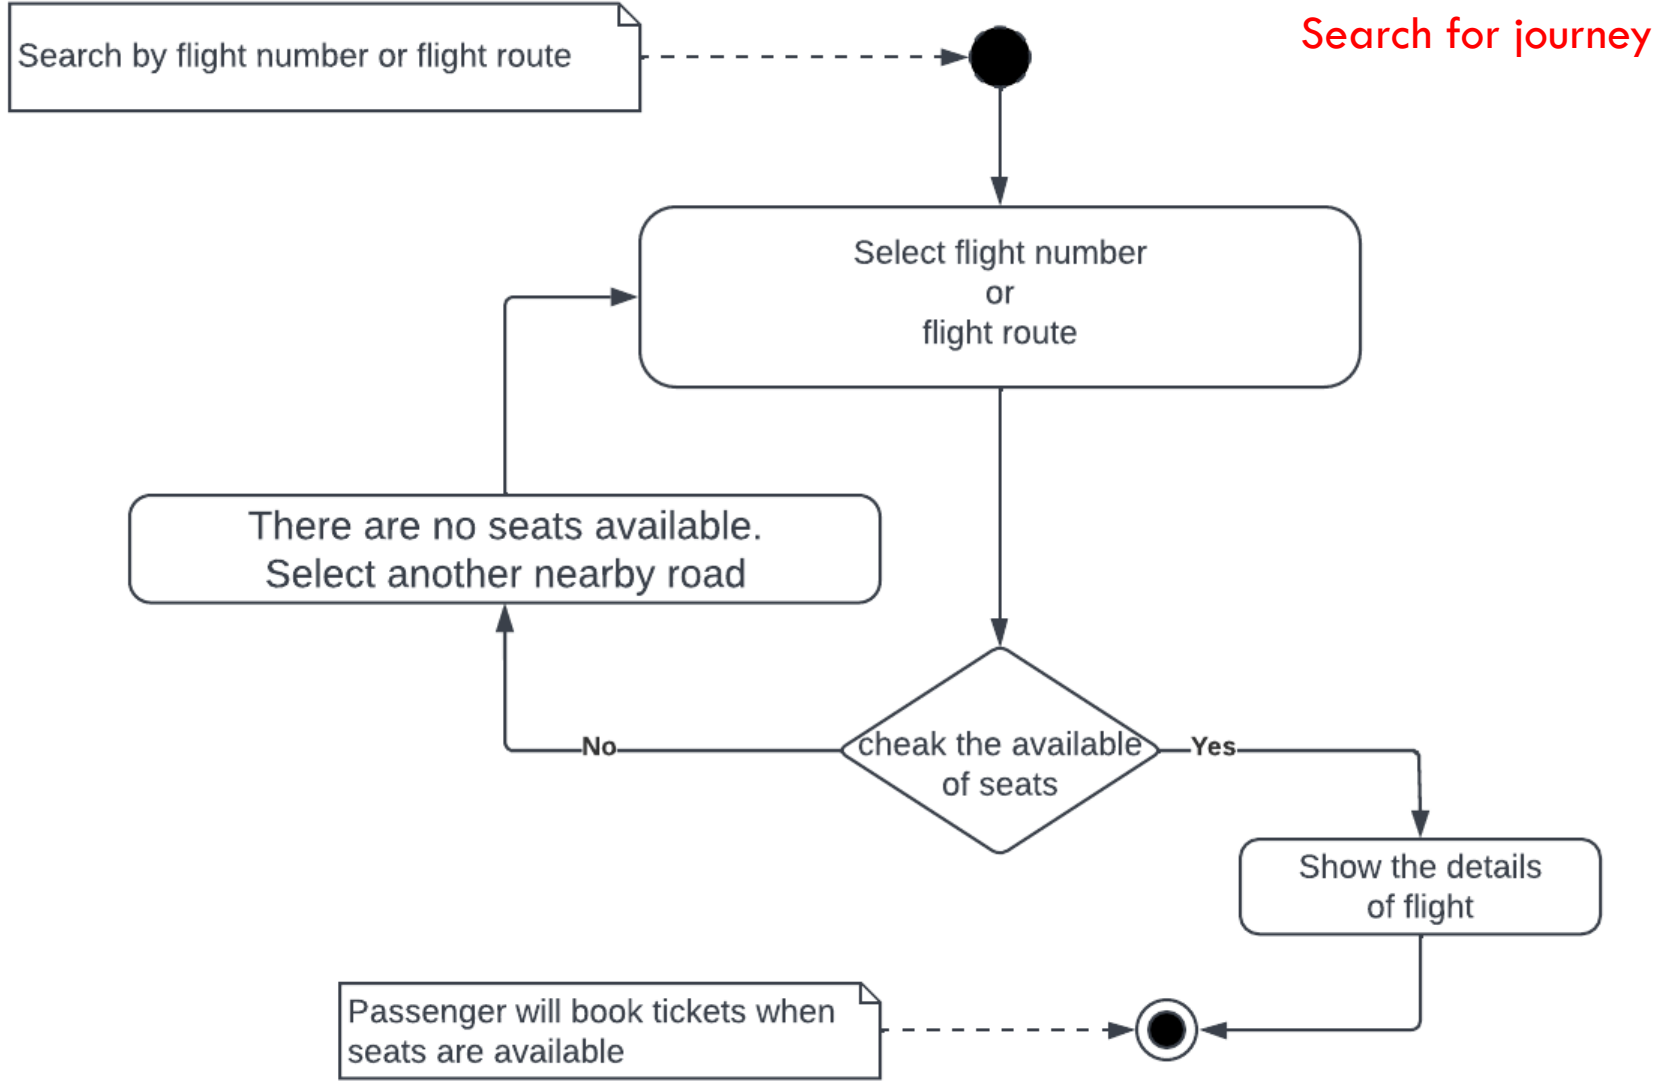 Search by flight number or flight route
Search for journey
Select flight number
or
flight route
There are no seats available.
Select another nearby road
No
cheak the available
of seats
Yes
Show the details
of flight
Passenger will book tickets when
seats are available